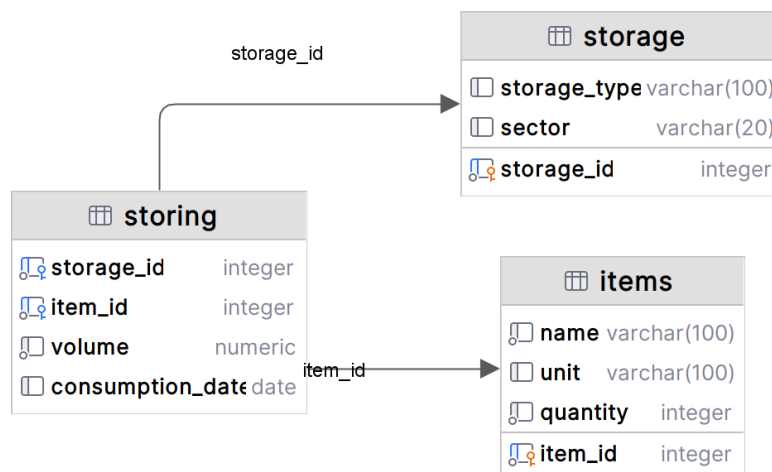 storage_id
storage
storage_type varchar(100)
sector varchar(20)
storage_id integer
storing
storage_id integer
item_id integer
volume numeric
consumption_date date
item_id
items
name varchar(100)
unit varchar(100)
quantity integer
item_id integer